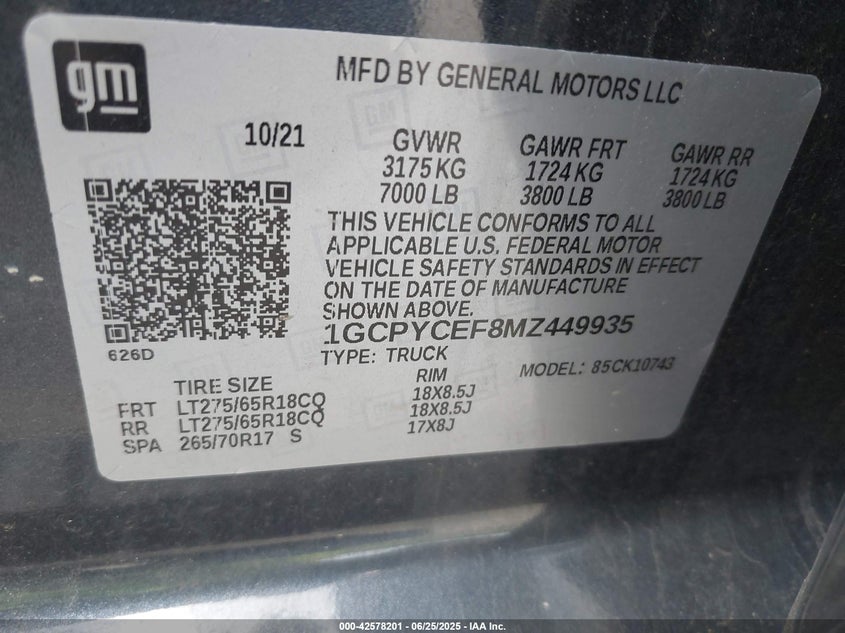 gm
MFD BY GENERAL MOTORS LLC
10/21
GVWR GAWR FRT GAWR RR
3175 KG 1724 KG 1724 KG
7000 LB 3800 LB 3800 LB
THIS VEHICLE CONFORMS TO ALL
APPLICABLE U.S. FEDERAL MOTOR
VEHICLE SAFETY STANDARDS IN EFFECT
ON THE DATE OF MANUFACTURE
SHOWN ABOVE.
1GCPYCEF8MZ449935
626D
TYPE: TRUCK MODEL: 85CK10743
TIRE SIZE RIM
FRT LT275/65R18CQ 18X8.5J
RR LT275/65R18CQ 18X8.5J
SPA 265/70R17 S 17X8J
000-42578201 - 06/25/2025 - IAA Inc.